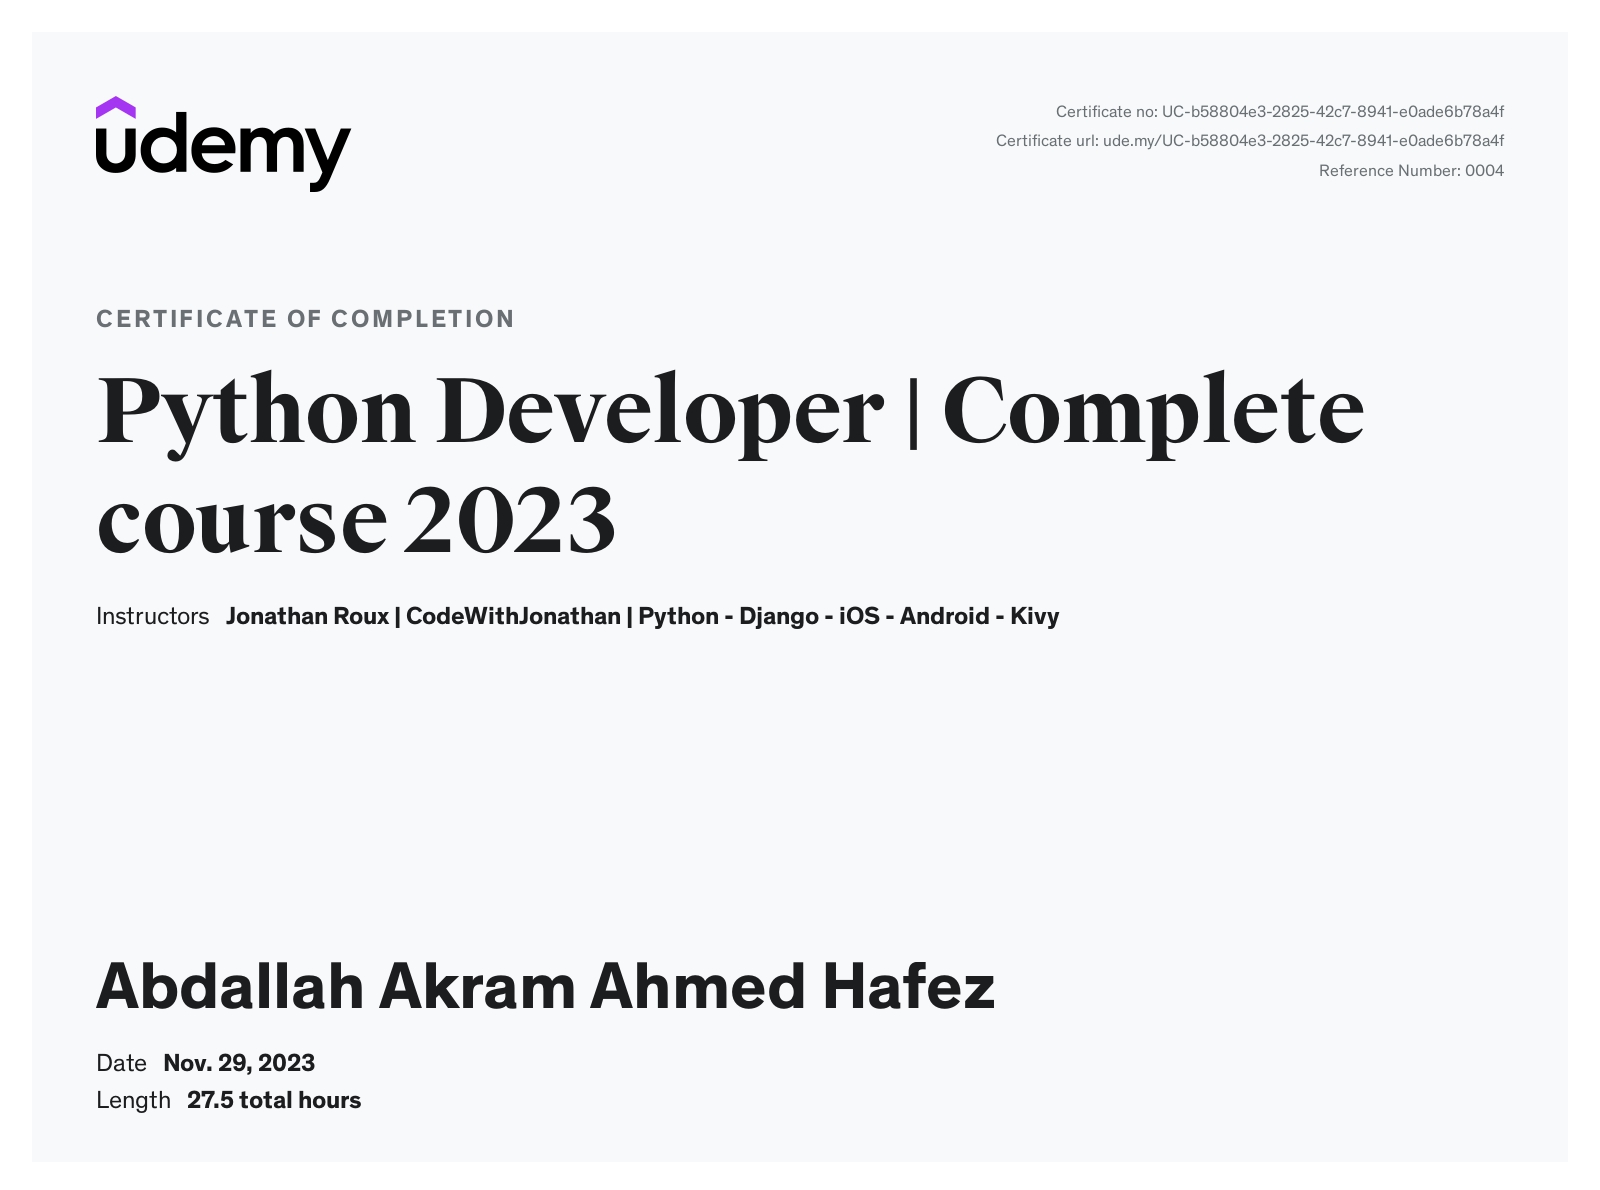 udemy
Certificate no: UC-b58804e3-2825-42c7-8941-e0ade6b78a4f
Certificate url: ude.my/UC-b58804e3-2825-42c7-8941-e0ade6b78a4f
Reference Number: 0004
CERTIFICATE OF COMPLETION
Python Developer | Complete
course 2023
Instructors Jonathan Roux | CodeWithJonathan | Python - Django - iOS - Android - Kivy
Abdallah Akram Ahmed Hafez
Date Nov. 29, 2023
Length 27.5 total hours